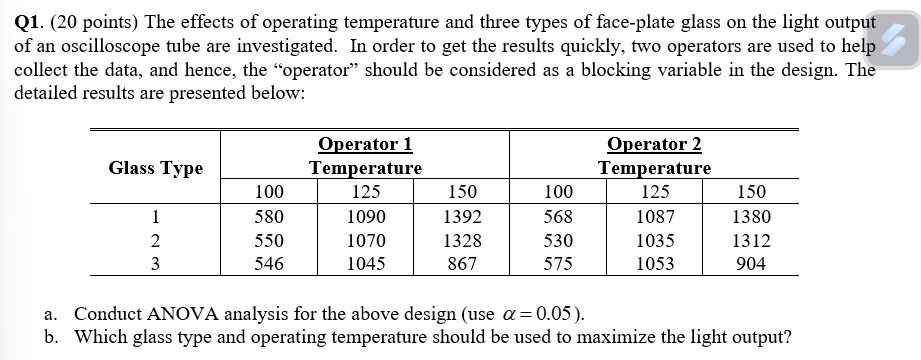 Q1. (20 points) The effects of operating temperature and three types of face-plate glass on the light output
of an oscilloscope tube are investigated. In order to get the results quickly, two operators are used to help
collect the data, and hence, the “operator” should be considered as a blocking variable in the design. The
detailed results are presented below:
Operator 1 Operator 2
Glass Type Temperature Temperature
100 125 150 100 125 150
1 580 1090 1392 568 1087 1380
2 550 1070 1328 530 1035 1312
3 546 1045 867 575 1053 904
a. Conduct ANOVA analysis for the above design (use α = 0.05).
b. Which glass type and operating temperature should be used to maximize the light output?